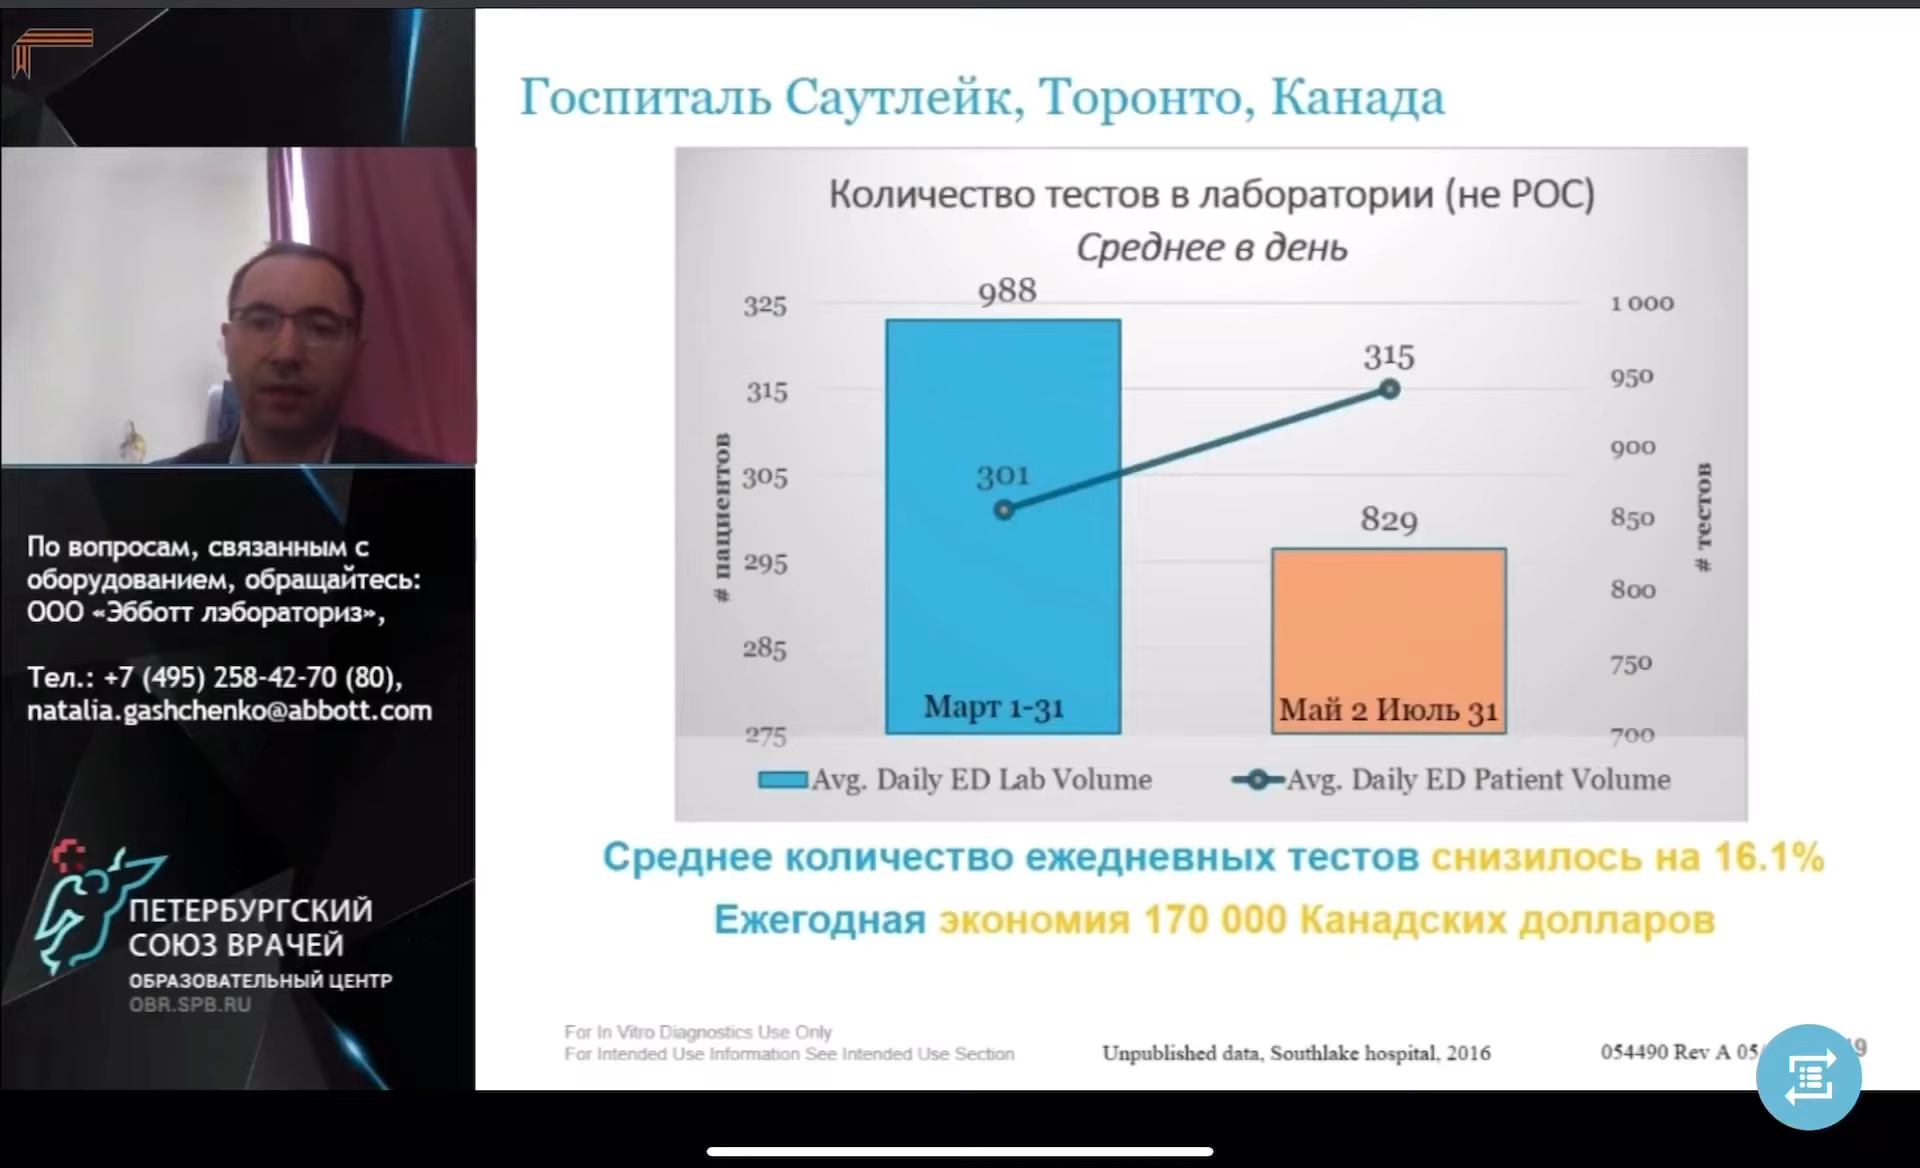 Госпиталь Саутлейк, Торонто, Канада
Количество тестов в лаборатории (не POC)
Среднее в день
325
315
305
295
285
275
# пациентов
988
301
315
829
Март 1-31
Май 2 Июль 31
1 000
950
900
850
800
750
700
# тестов
Avg. Daily ED Lab Volume
Avg. Daily ED Patient Volume
Среднее количество ежедневных тестов снизилось на 16.1%
Ежегодная экономия 170 000 Канадских долларов
For In Vitro Diagnostics Use Only
For Intended Use Information See Intended Use Section
Unpublished data, Southlake hospital, 2016
054490 Rev A 05
По вопросам, связанным с
оборудованием, обращайтесь:
ООО «Эбботт лэбораториз»,
Тел.: +7 (495) 258-42-70 (80),
natalia.gashchenko@abbott.com
ПЕТЕРБУРГСКИЙ
СОЮЗ ВРАЧЕЙ
ОБРАЗОВАТЕЛЬНЫЙ ЦЕНТР
OBR.SPB.RU